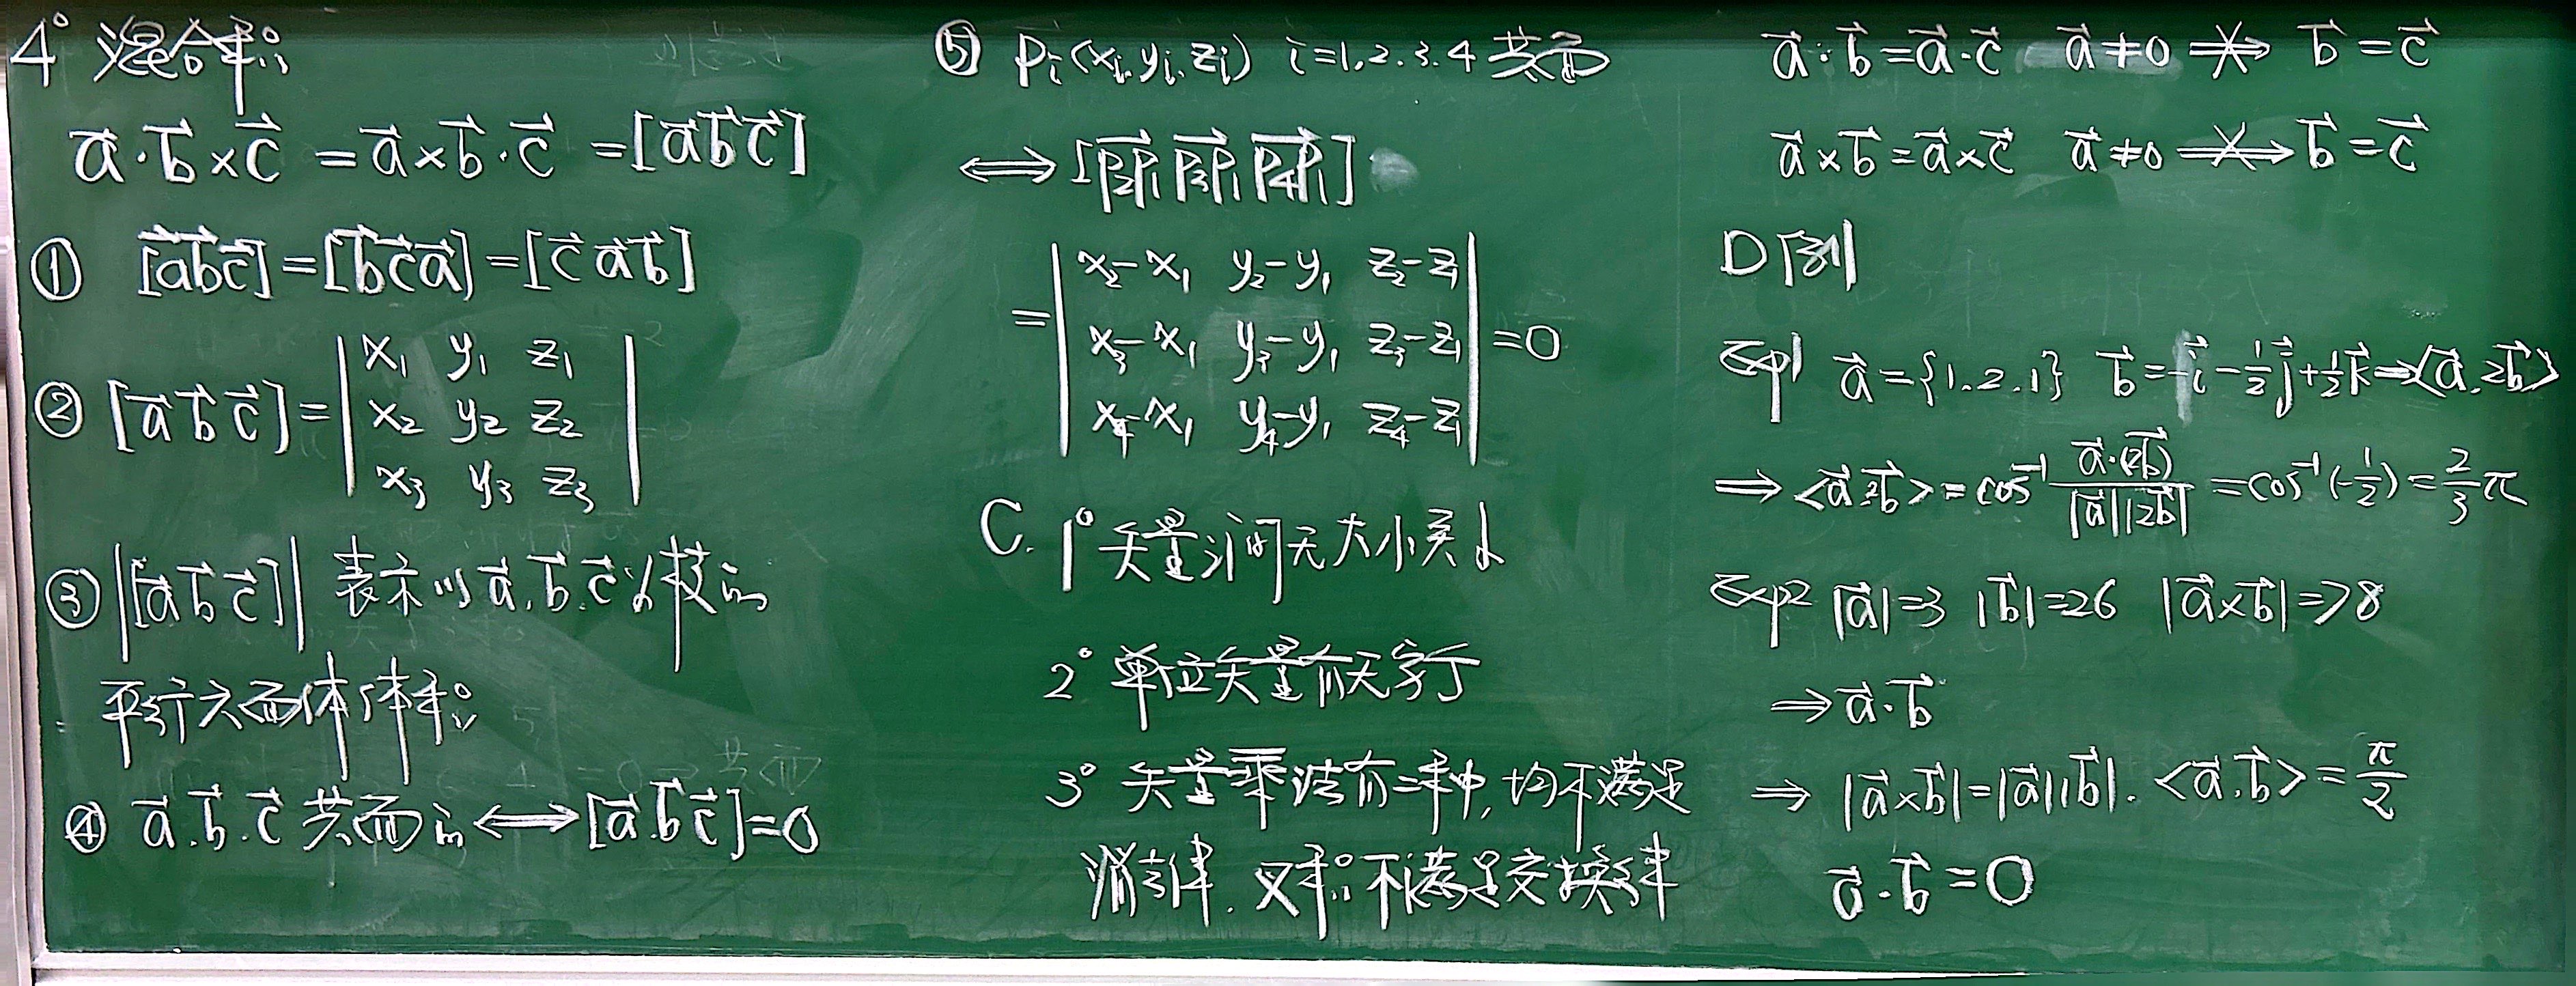 4° 混合积
$\vec{a}\cdot\vec{b}\times\vec{c}=\vec{a}\times\vec{b}\cdot\vec{c}=[\vec{a}\vec{b}\vec{c}]$
① $[\vec{a}\vec{b}\vec{c}]=[\vec{b}\vec{c}\vec{a}]=[\vec{c}\vec{a}\vec{b}]$
② $[\vec{a}\vec{b}\vec{c}]=\begin{vmatrix}x_1&y_1&z_1\\x_2&y_2&z_2\\x_3&y_3&z_3\end{vmatrix}$
③ $|[\vec{a}\vec{b}\vec{c}]|$ 表示以 $\vec{a}.\vec{b}.\vec{c}$ 为棱的
平行六面体体积
④ $\vec{a}.\vec{b}.\vec{c}$ 共面的 $\Longleftrightarrow[\vec{a}.\vec{b}\vec{c}]=0$
⑤ $P_i(x_i.y_i.z_i)$ $i=1.2.3.4$ 共面
$\Longleftrightarrow[\overrightarrow{P_2P_1}\overrightarrow{P_3P_1}\overrightarrow{P_4P_1}]$
$=\begin{vmatrix}x_2-x_1&y_2-y_1&z_2-z_1\\x_3-x_1&y_3-y_1&z_3-z_1\\x_4-x_1&y_4-y_1&z_4-z_1\end{vmatrix}=0$
C. 1° 矢量间无大小关系
2° 单位矢量有无穷个
3° 矢量乘法有二种, 均不满足
消去律. 叉积不满足交换律
$\vec{a}\cdot\vec{b}=\vec{a}\cdot\vec{c}$ $\vec{a}\neq0\not\Rightarrow\vec{b}=\vec{c}$
$\vec{a}\times\vec{b}=\vec{a}\times\vec{c}$ $\vec{a}\neq0\not\Rightarrow\vec{b}=\vec{c}$
D 例
Exp1 $\vec{a}=\{1.2.1\}$ $\vec{b}=-\vec{i}-\frac{1}{2}\vec{j}+\frac{1}{2}\vec{k}\Rightarrow\langle\vec{a}.2\vec{b}\rangle$
$\Rightarrow\langle\vec{a}.2\vec{b}\rangle=\cos^{-1}\frac{\vec{a}\cdot(2\vec{b})}{|\vec{a}||2\vec{b}|}=\cos^{-1}(-\frac{1}{2})=\frac{2}{3}\pi$
Exp2 $|\vec{a}|=3$ $|\vec{b}|=26$ $|\vec{a}\times\vec{b}|=78$
$\Rightarrow\vec{a}\cdot\vec{b}$
$\Rightarrow|\vec{a}\times\vec{b}|=|\vec{a}||\vec{b}|.\langle\vec{a}.\vec{b}\rangle=\frac{\pi}{2}$
$\vec{a}\cdot\vec{b}=0$